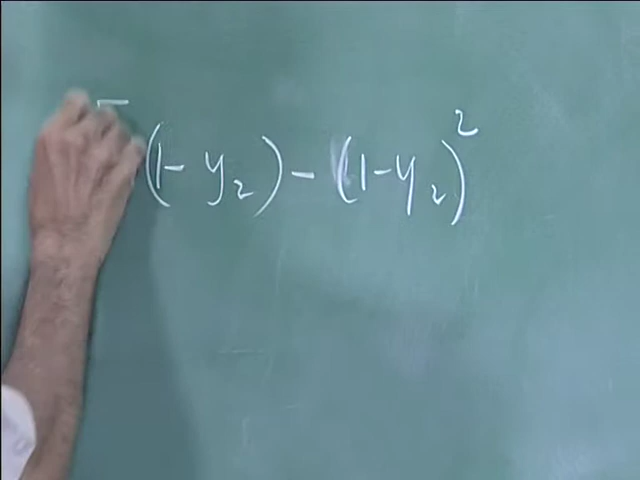 (1 - y₂) - (1 - y₂)²